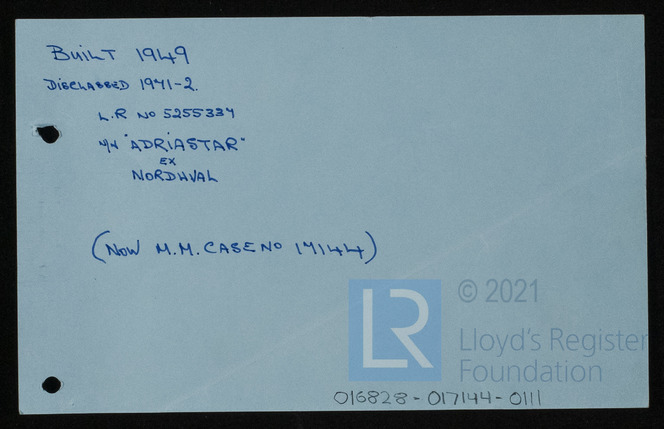 BUILT 1949
DISCLASSED 1971-2.
L.R NO 5255337
M/V "ADRIASTAR"
EX
NORDHVAL
(NOW M.M. CASE NO 17144)
LR
© 2021
Lloyd's Register
Foundation
016828-017144-0111